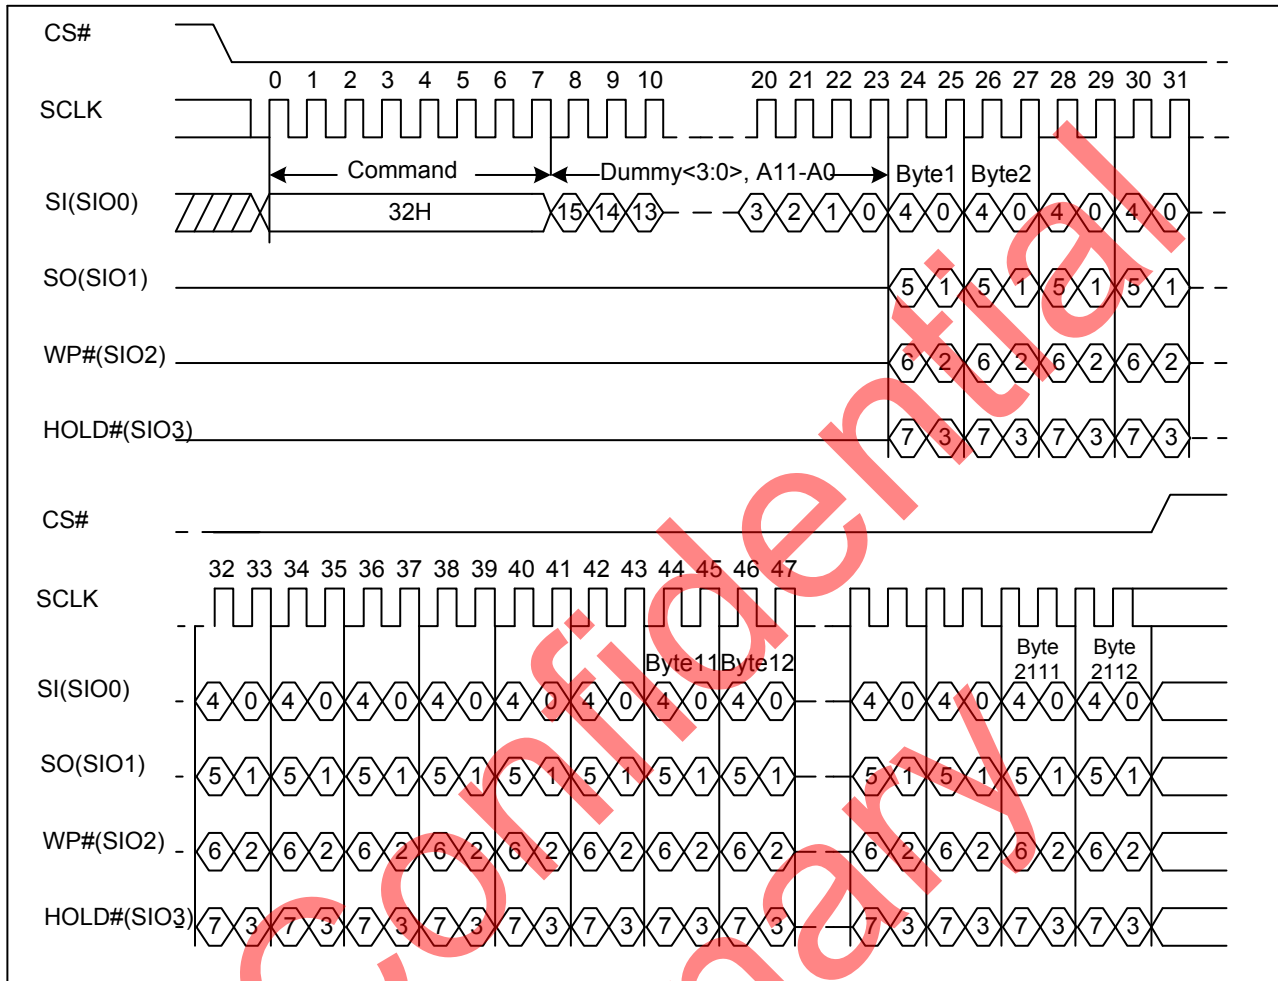 CS#
0 1 2 3 4 5 6 7 8 9 10 20 21 22 23 24 25 26 27 28 29 30 31
SCLK
Command Dummy<3:0>, A11-A0 Byte1 Byte2
SI(SIO0) 32H 15 14 13 3 2 1 0 4 0 4 0 4 0 4 0
SO(SIO1) 5 1 5 1 5 1 5 1
WP#(SIO2) 6 2 6 2 6 2 6 2
HOLD#(SIO3) 7 3 7 3 7 3 7 3
CS#
32 33 34 35 36 37 38 39 40 41 42 43 44 45 46 47
SCLK
Byte11 Byte12 Byte 2111 Byte 2112
SI(SIO0) 4 0 4 0 4 0 4 0 4 0 4 0 4 0 4 0 4 0 4 0 4 0 4 0
SO(SIO1) 5 1 5 1 5 1 5 1 5 1 5 1 5 1 5 1 5 1 5 1 5 1 5 1
WP#(SIO2) 6 2 6 2 6 2 6 2 6 2 6 2 6 2 6 2 6 2 6 2 6 2 6 2
HOLD#(SIO3) 7 3 7 3 7 3 7 3 7 3 7 3 7 3 7 3 7 3 7 3 7 3 7 3
Confidential